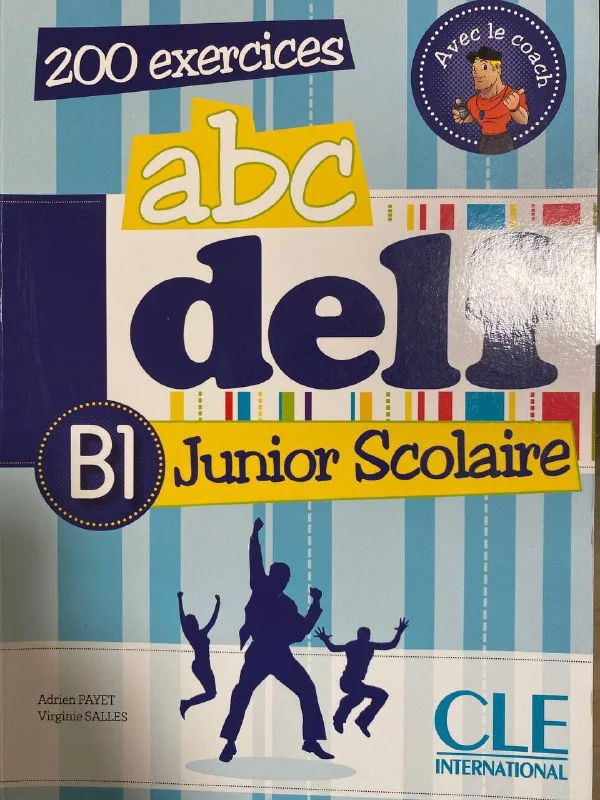 200 exercices
Avec le coach
abc
delf
B1
Junior Scolaire
Adrien PAYET
Virginie SALLES
CLE
INTERNATIONAL